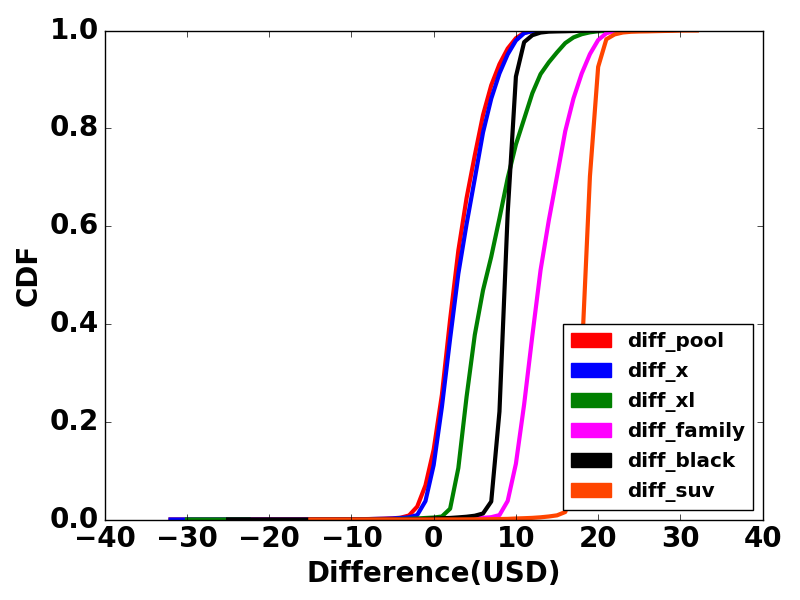 1.0
0.8
0.6
0.4
0.2
0.0
CDF
diff_pool
diff_x
diff_xl
diff_family
diff_black
diff_suv
−40 −30 −20 −10 0 10 20 30 40
Difference(USD)